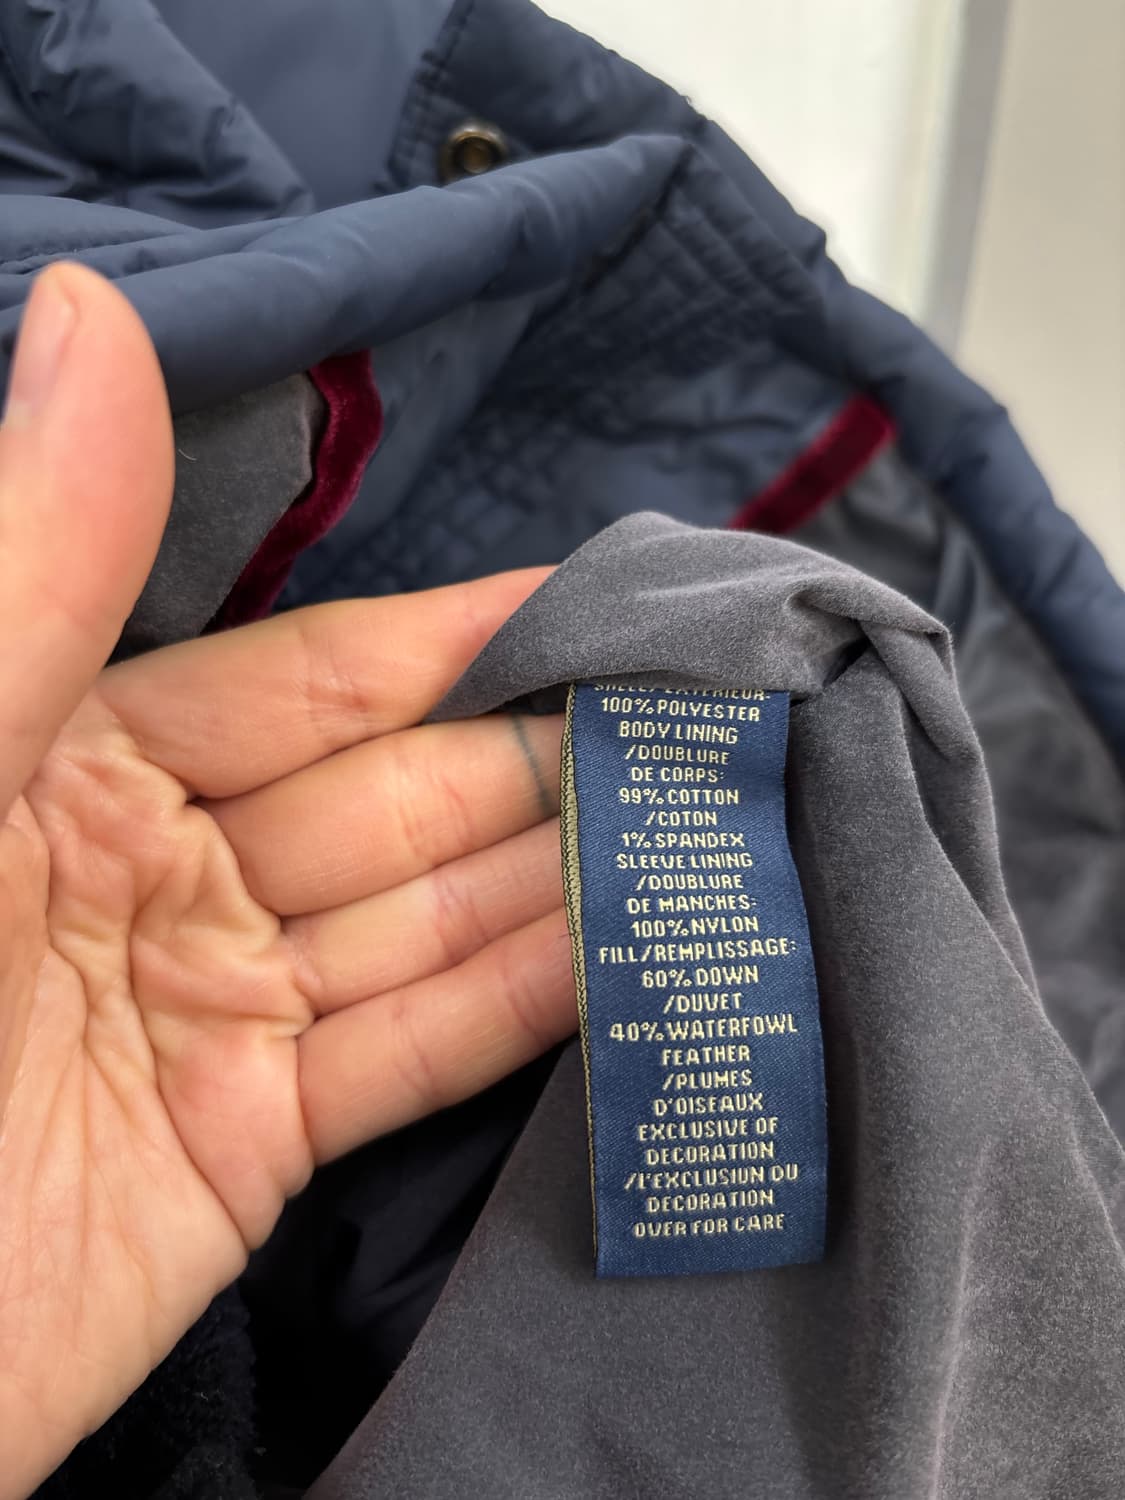 SHELL/EXTERIEUR:
100% POLYESTER
BODY LINING
/DOUBLURE
DE CORPS:
99% COTTON
/COTON
1% SPANDEX
SLEEVE LINING
/DOUBLURE
DE MANCHES:
100% NYLON
FILL/REMPLISSAGE:
60% DOWN
/DUVET
40% WATERFOWL
FEATHER
/PLUMES
D'OISEAUX
EXCLUSIVE OF
DECORATION
/L'EXCLUSION DU
DECORATION
OVER FOR CARE